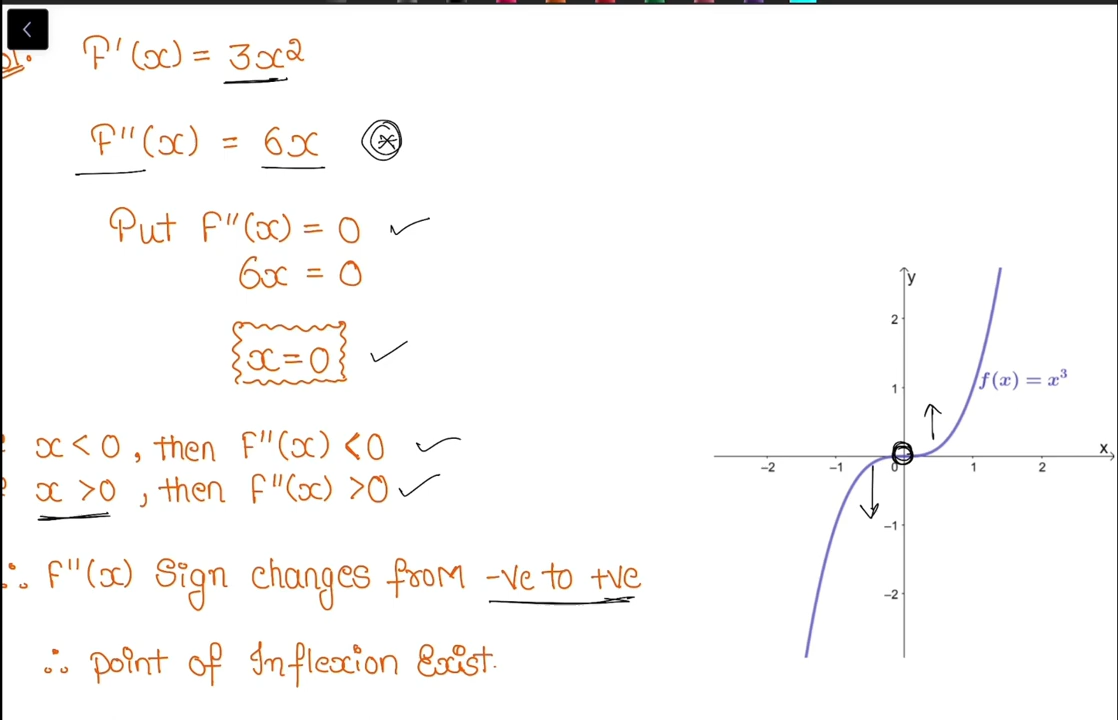 F'(x) = 3x2
F''(x) = 6x
Put F''(x) = 0
6x = 0
x=0
x<0, then F''(x) <0
x >0, then F''(x) >0
∴ F''(x) Sign changes from -ve to +ve
∴ point of Inflexion Exist.
y
2
1
f(x) = x³
x
-2 -1 0 1 2
-1
-2